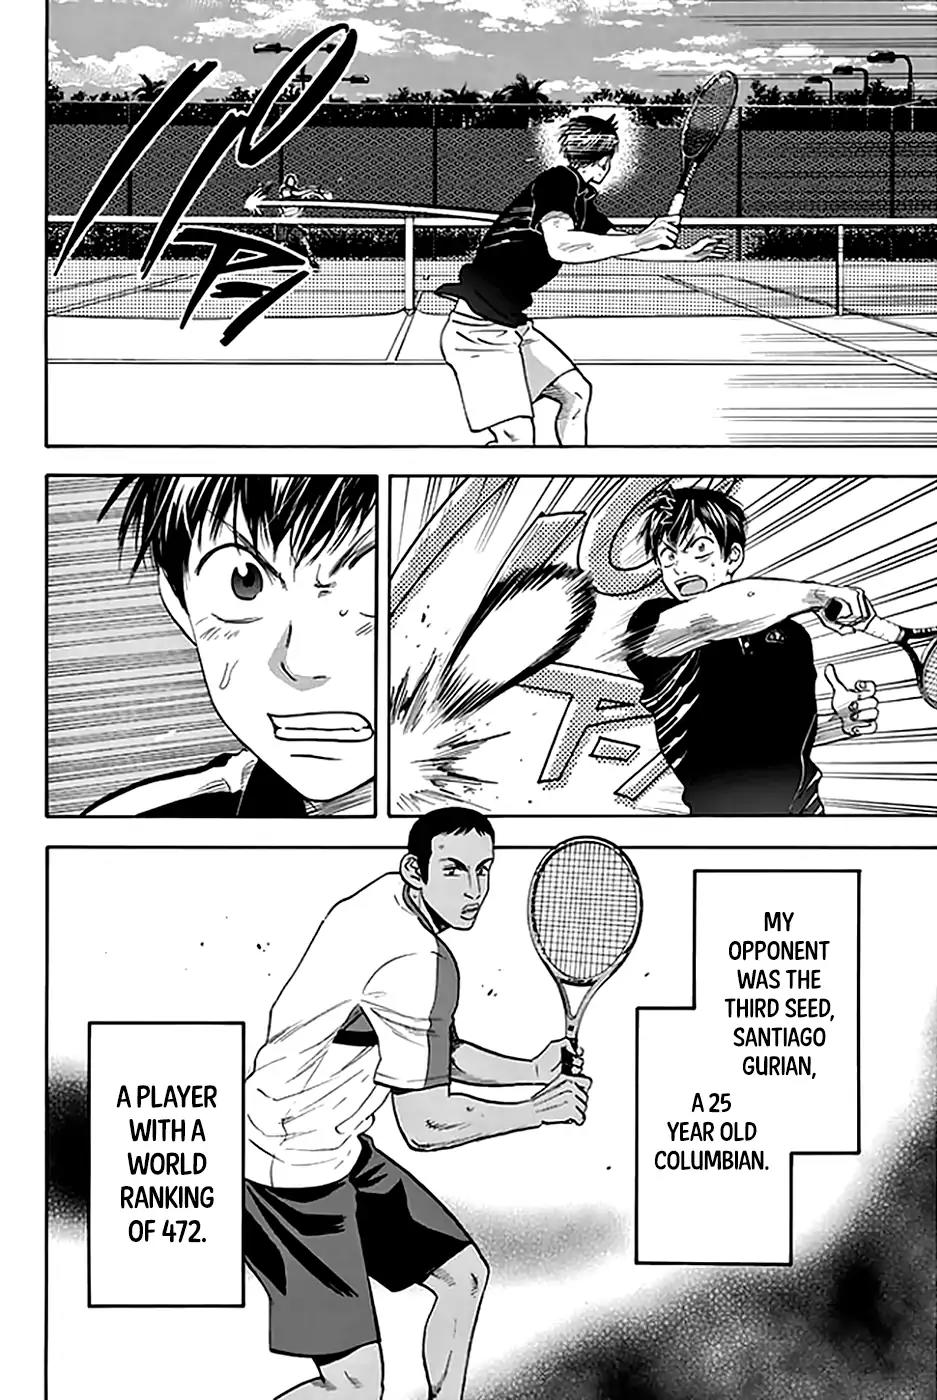 MY
OPPONENT
WAS THE
THIRD SEED,
SANTIAGO
GURIAN,
A 25
YEAR OLD
COLUMBIAN.
A PLAYER
WITH A
WORLD
RANKING
OF 472.